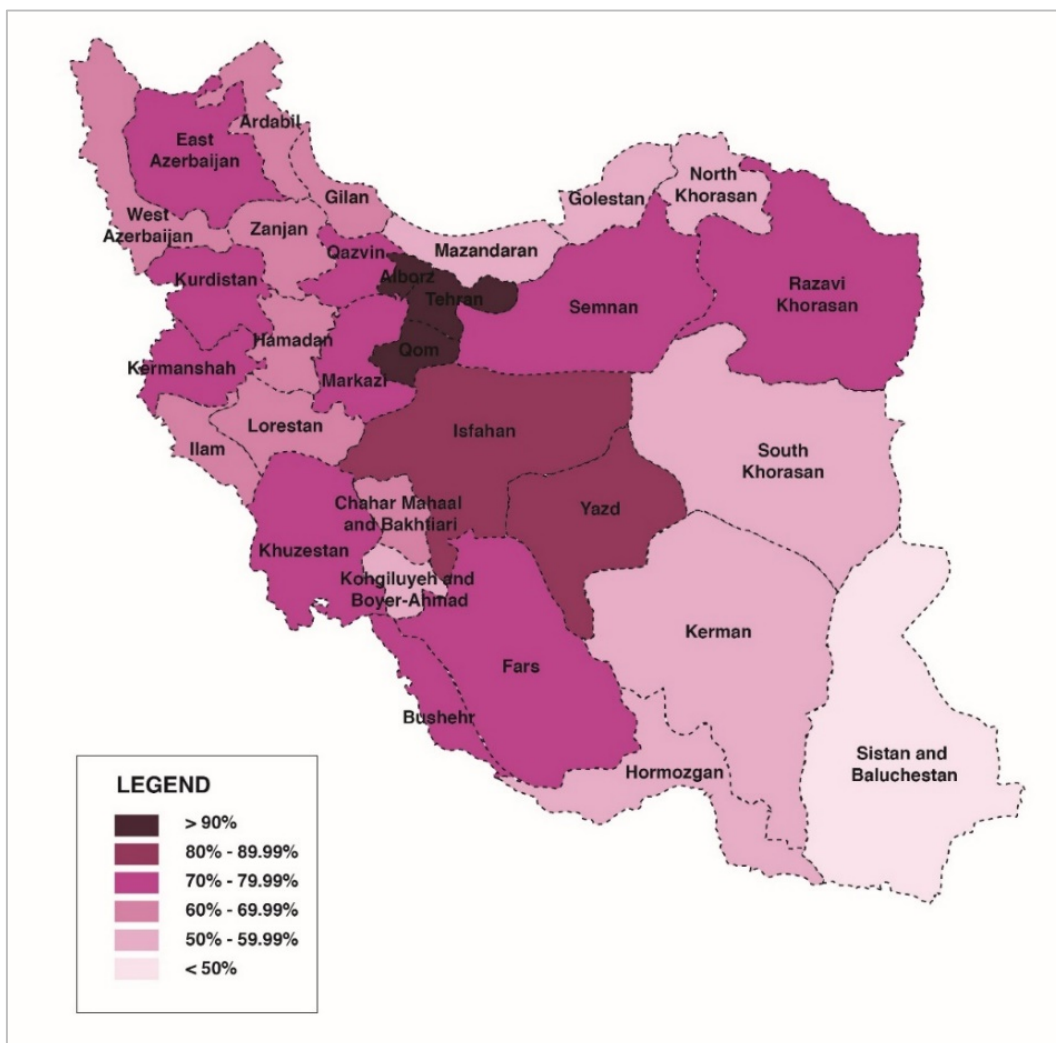 Ardabil
East
Azerbaijan
North
Khorasan
Golestan
Gilan
West
Azerbaijan
Zanjan
Mazandaran
Qazvin
Kurdistan
Alborz
Tehran
Semnan
Razavi
Khorasan
Hamadan
Qom
Kermanshah
Markazi
Lorestan
Isfahan
Ilam
South
Khorasan
Chahar Mahaal
and Bakhtiari
Yazd
Khuzestan
Kohgiluyeh and
Boyer-Ahmad
Kerman
Fars
Bushehr
Hormozgan
Sistan and
Baluchestan
LEGEND
> 90%
80% - 89.99%
70% - 79.99%
60% - 69.99%
50% - 59.99%
< 50%